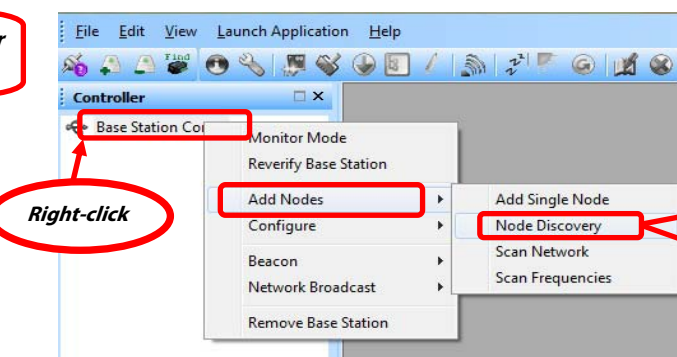 r
File Edit View Launch Application Help
Find
Controller
Base Station Co
Monitor Mode
Reverify Base Station
Add Nodes
Configure
Beacon
Network Broadcast
Remove Base Station
Add Single Node
Node Discovery
Scan Network
Scan Frequencies
Right-click